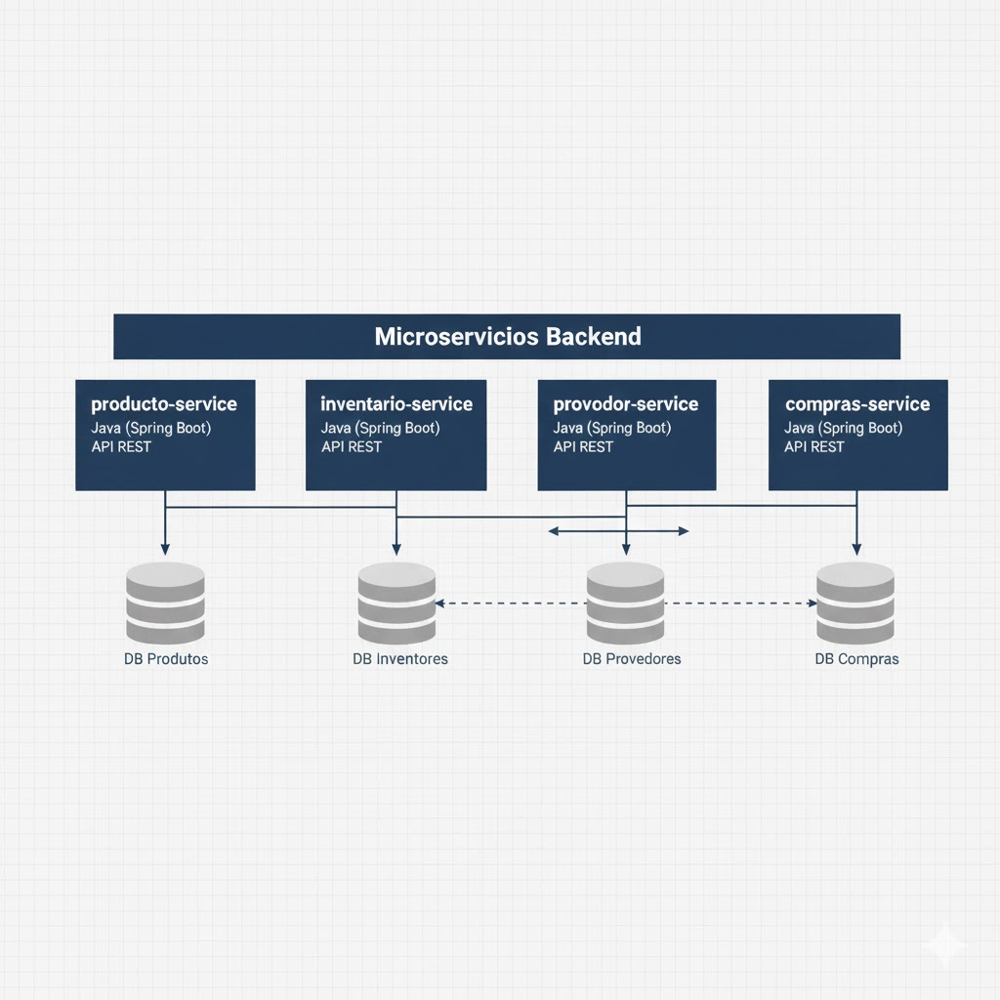 Microservicios Backend
producto-service
Java (Spring Boot)
API REST
inventario-service
Java (Spring Boot)
API REST
provodor-service
Java (Spring Boot)
API REST
compras-service
Java (Spring Boot)
API REST
DB Produtos
DB Inventores
DB Provedores
DB Compras